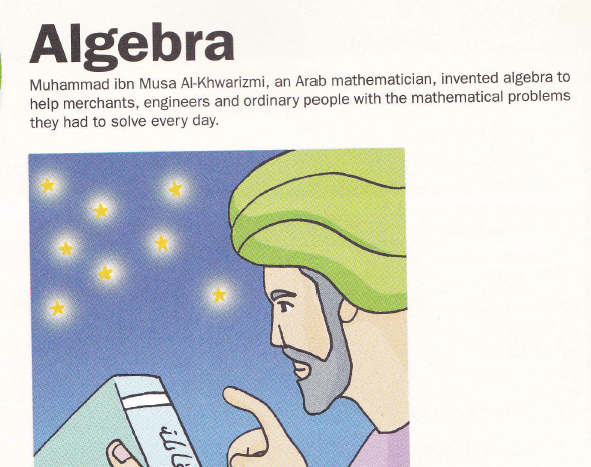 Algebra
Muhammad ibn Musa Al-Khwarizmi, an Arab mathematician, invented algebra to
help merchants, engineers and ordinary people with the mathematical problems
they had to solve every day.